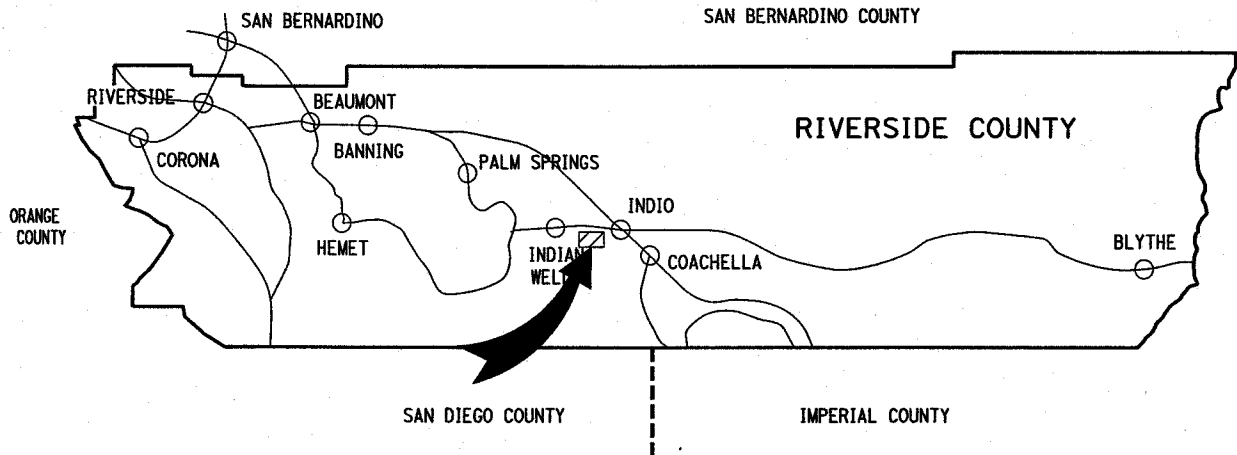 SAN BERNARDINO
SAN BERNARDINO COUNTY
RIVERSIDE
BEAUMONT
RIVERSIDE COUNTY
CORONA
BANNING
PALM SPRINGS
ORANGE
COUNTY
HEMET
INDIO
INDIAN
COACHELLA
BLYTHE
SAN DIEGO COUNTY
IMPERIAL COUNTY